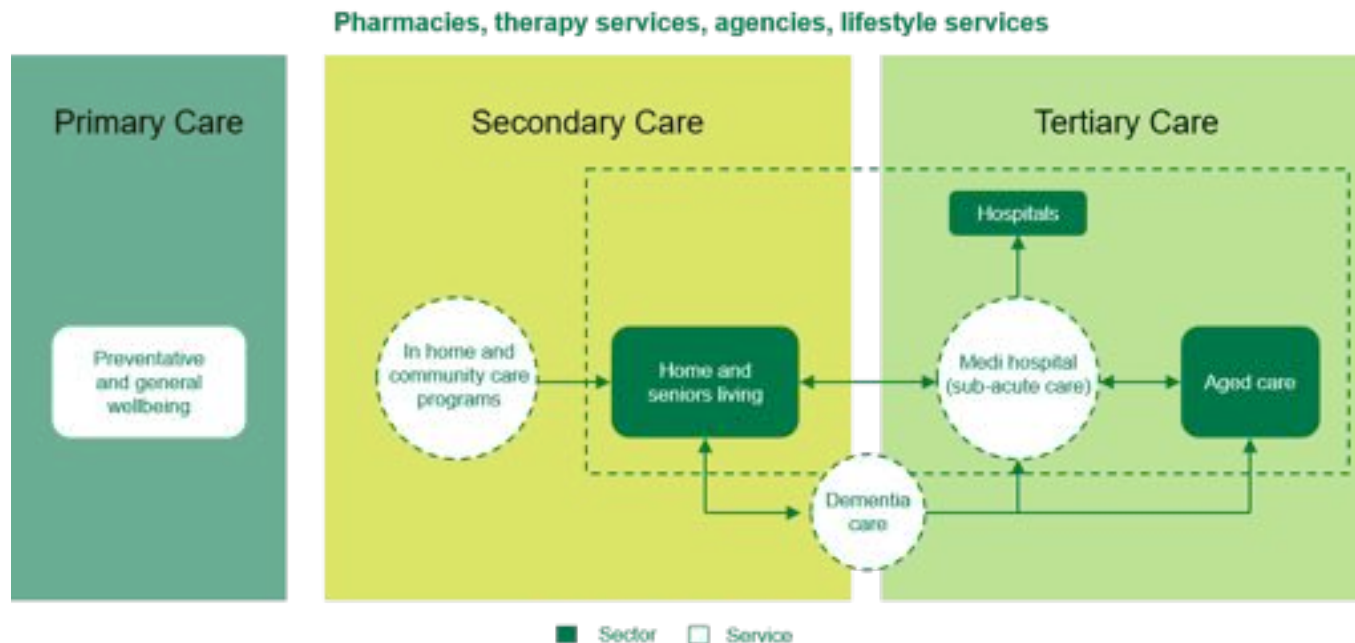 Pharmacies, therapy services, agencies, lifestyle services
Primary Care
Secondary Care
Tertiary Care
Hospitals
Preventative
and general
wellbeing
In home and
community care
programs
Home and
seniors living
Medi hospital
(sub-acute care)
Aged care
Dementia
care
Sector
Service